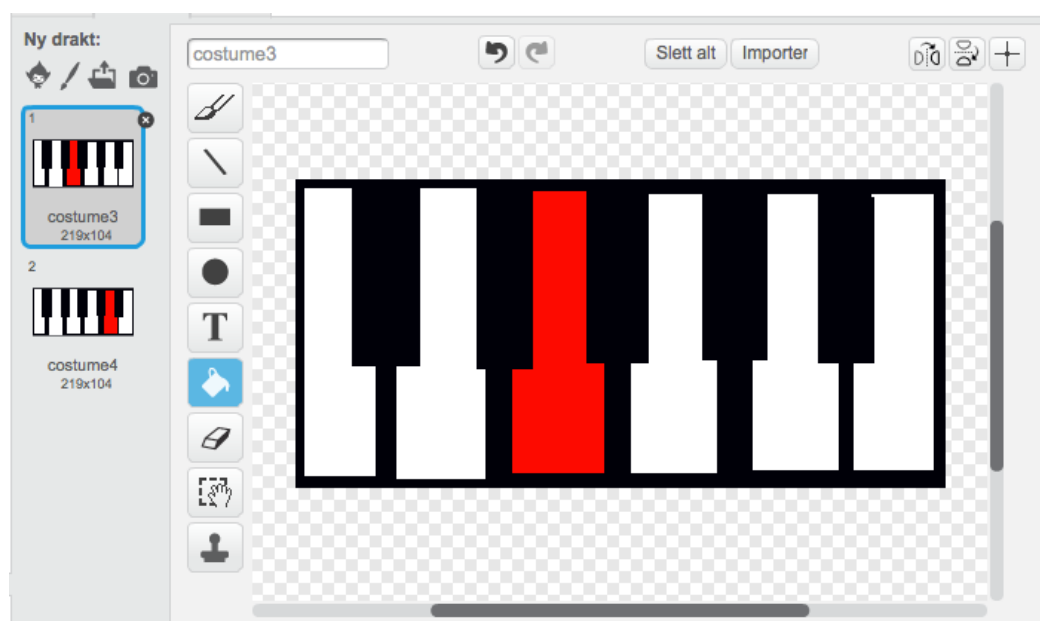 Ny drakt:
costume3
Slett alt
Importer
1
costume3
219x104
2
costume4
219x104
T